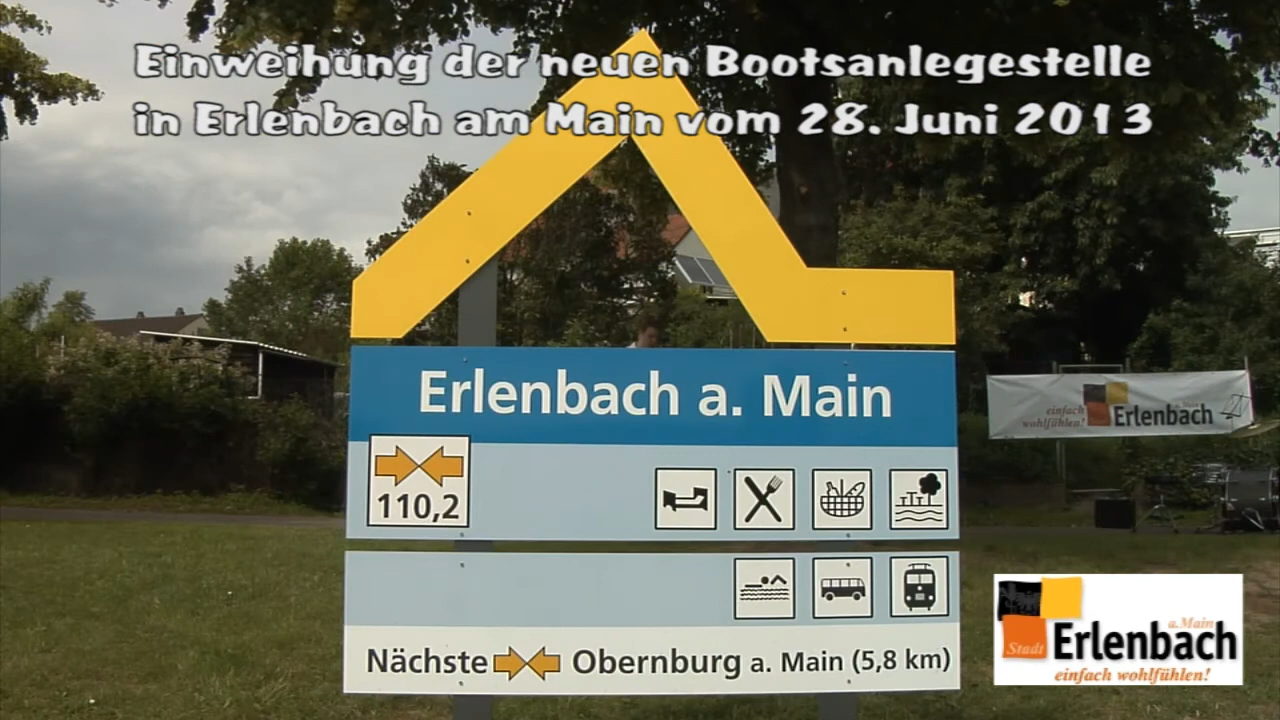 Einweihung der neuen Bootsanlegestelle
in Erlenbach am Main vom 28. Juni 2013
Erlenbach a. Main
110,2
Nächste Obernburg a. Main (5,8 km)
einfach
wohlfühlen!
Erlenbach
a. Main
Stadt Erlenbach
einfach wohlfühlen!